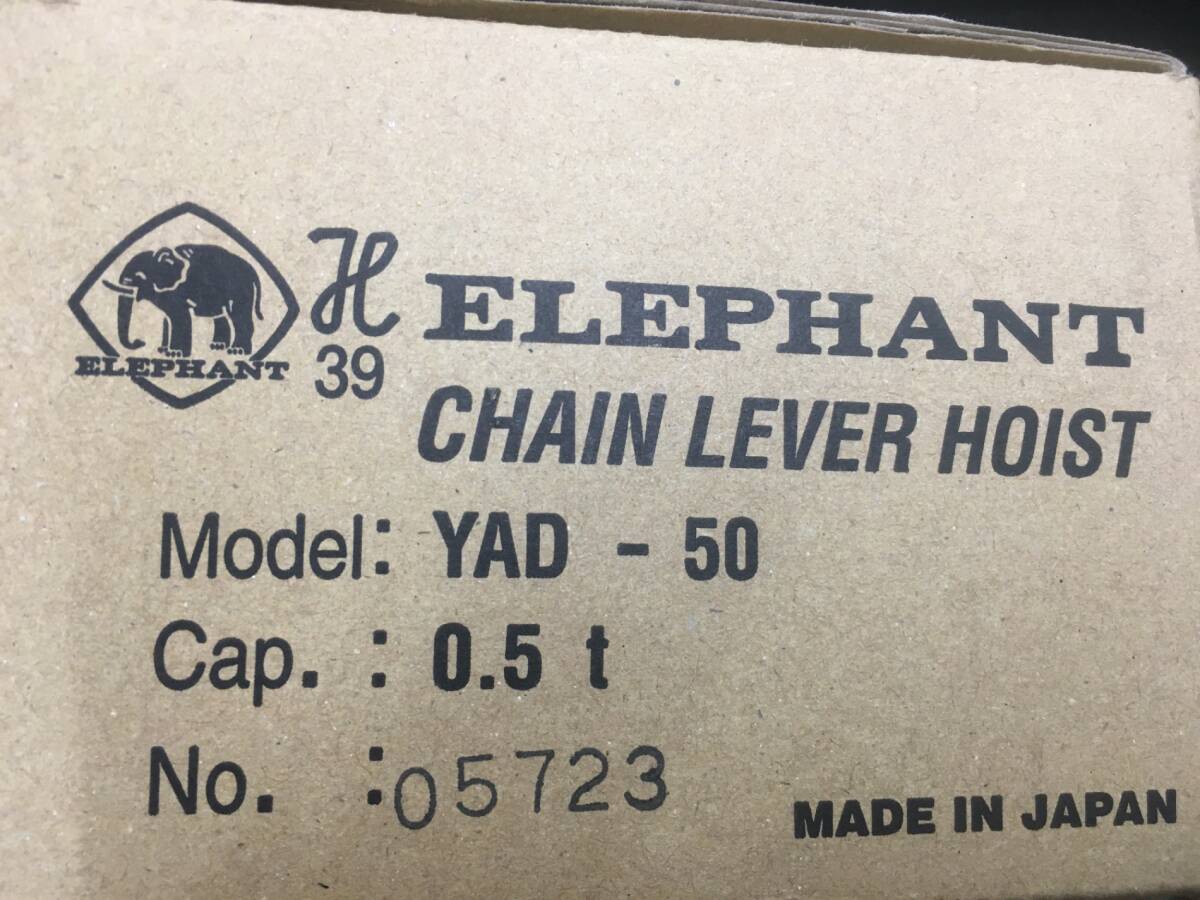 ELEPHANT
H
39
ELEPHANT
CHAIN LEVER HOIST
Model: YAD - 50
Cap. : 0.5 t
No. : 05723
MADE IN JAPAN